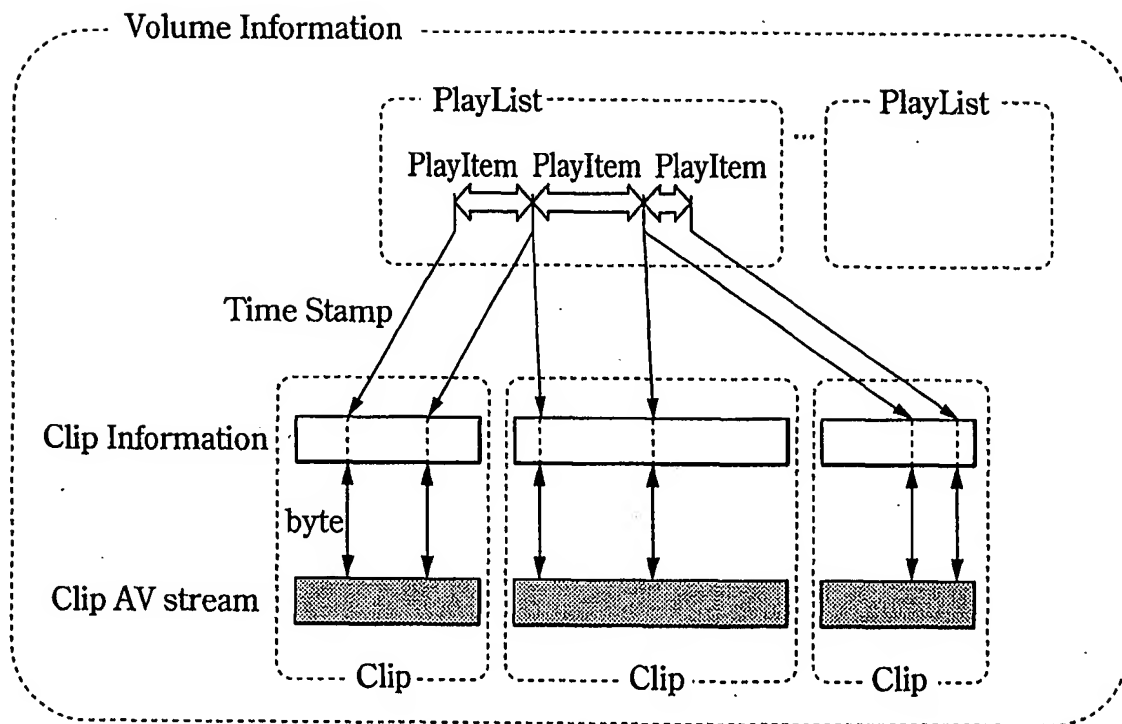 Volume Information
PlayList
PlayList
...
PlayItem PlayItem PlayItem
Time Stamp
Clip Information
byte
Clip AV stream
Clip
Clip
Clip